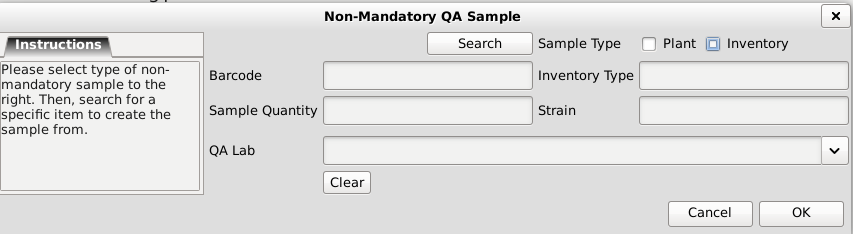 Non-Mandatory QA Sample
Instructions
Please select type of non-
mandatory sample to the
right. Then, search for a
specific item to create the
sample from.
Search
Sample Type
Plant
Inventory
Barcode
Inventory Type
Sample Quantity
Strain
QA Lab
Clear
Cancel
OK